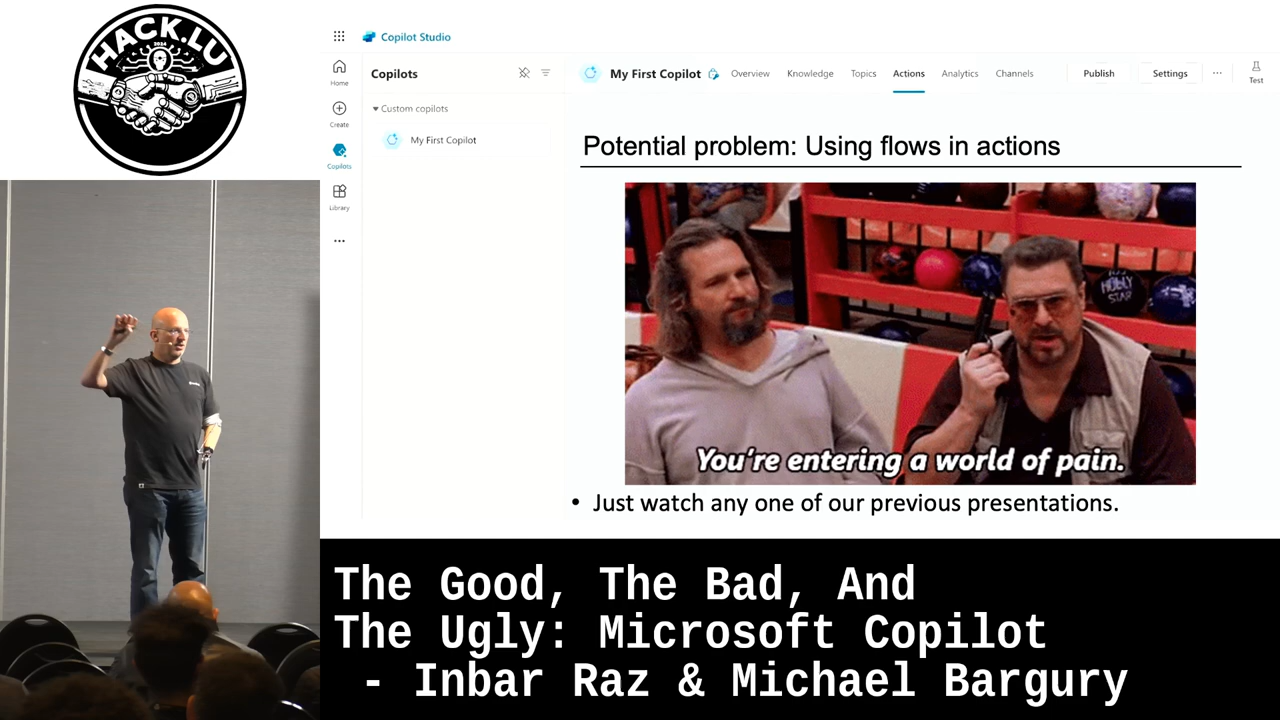 HACK.LU
2024
Copilot Studio
Home
Create
Copilots
Library
Copilots
Custom copilots
My First Copilot
My First Copilot
Overview
Knowledge
Topics
Actions
Analytics
Channels
Publish
Settings
Test
Potential problem: Using flows in actions
HOLLY
STAR
You're entering a world of pain.
• Just watch any one of our previous presentations.
The Good, The Bad, And
The Ugly: Microsoft Copilot
- Inbar Raz & Michael Bargury